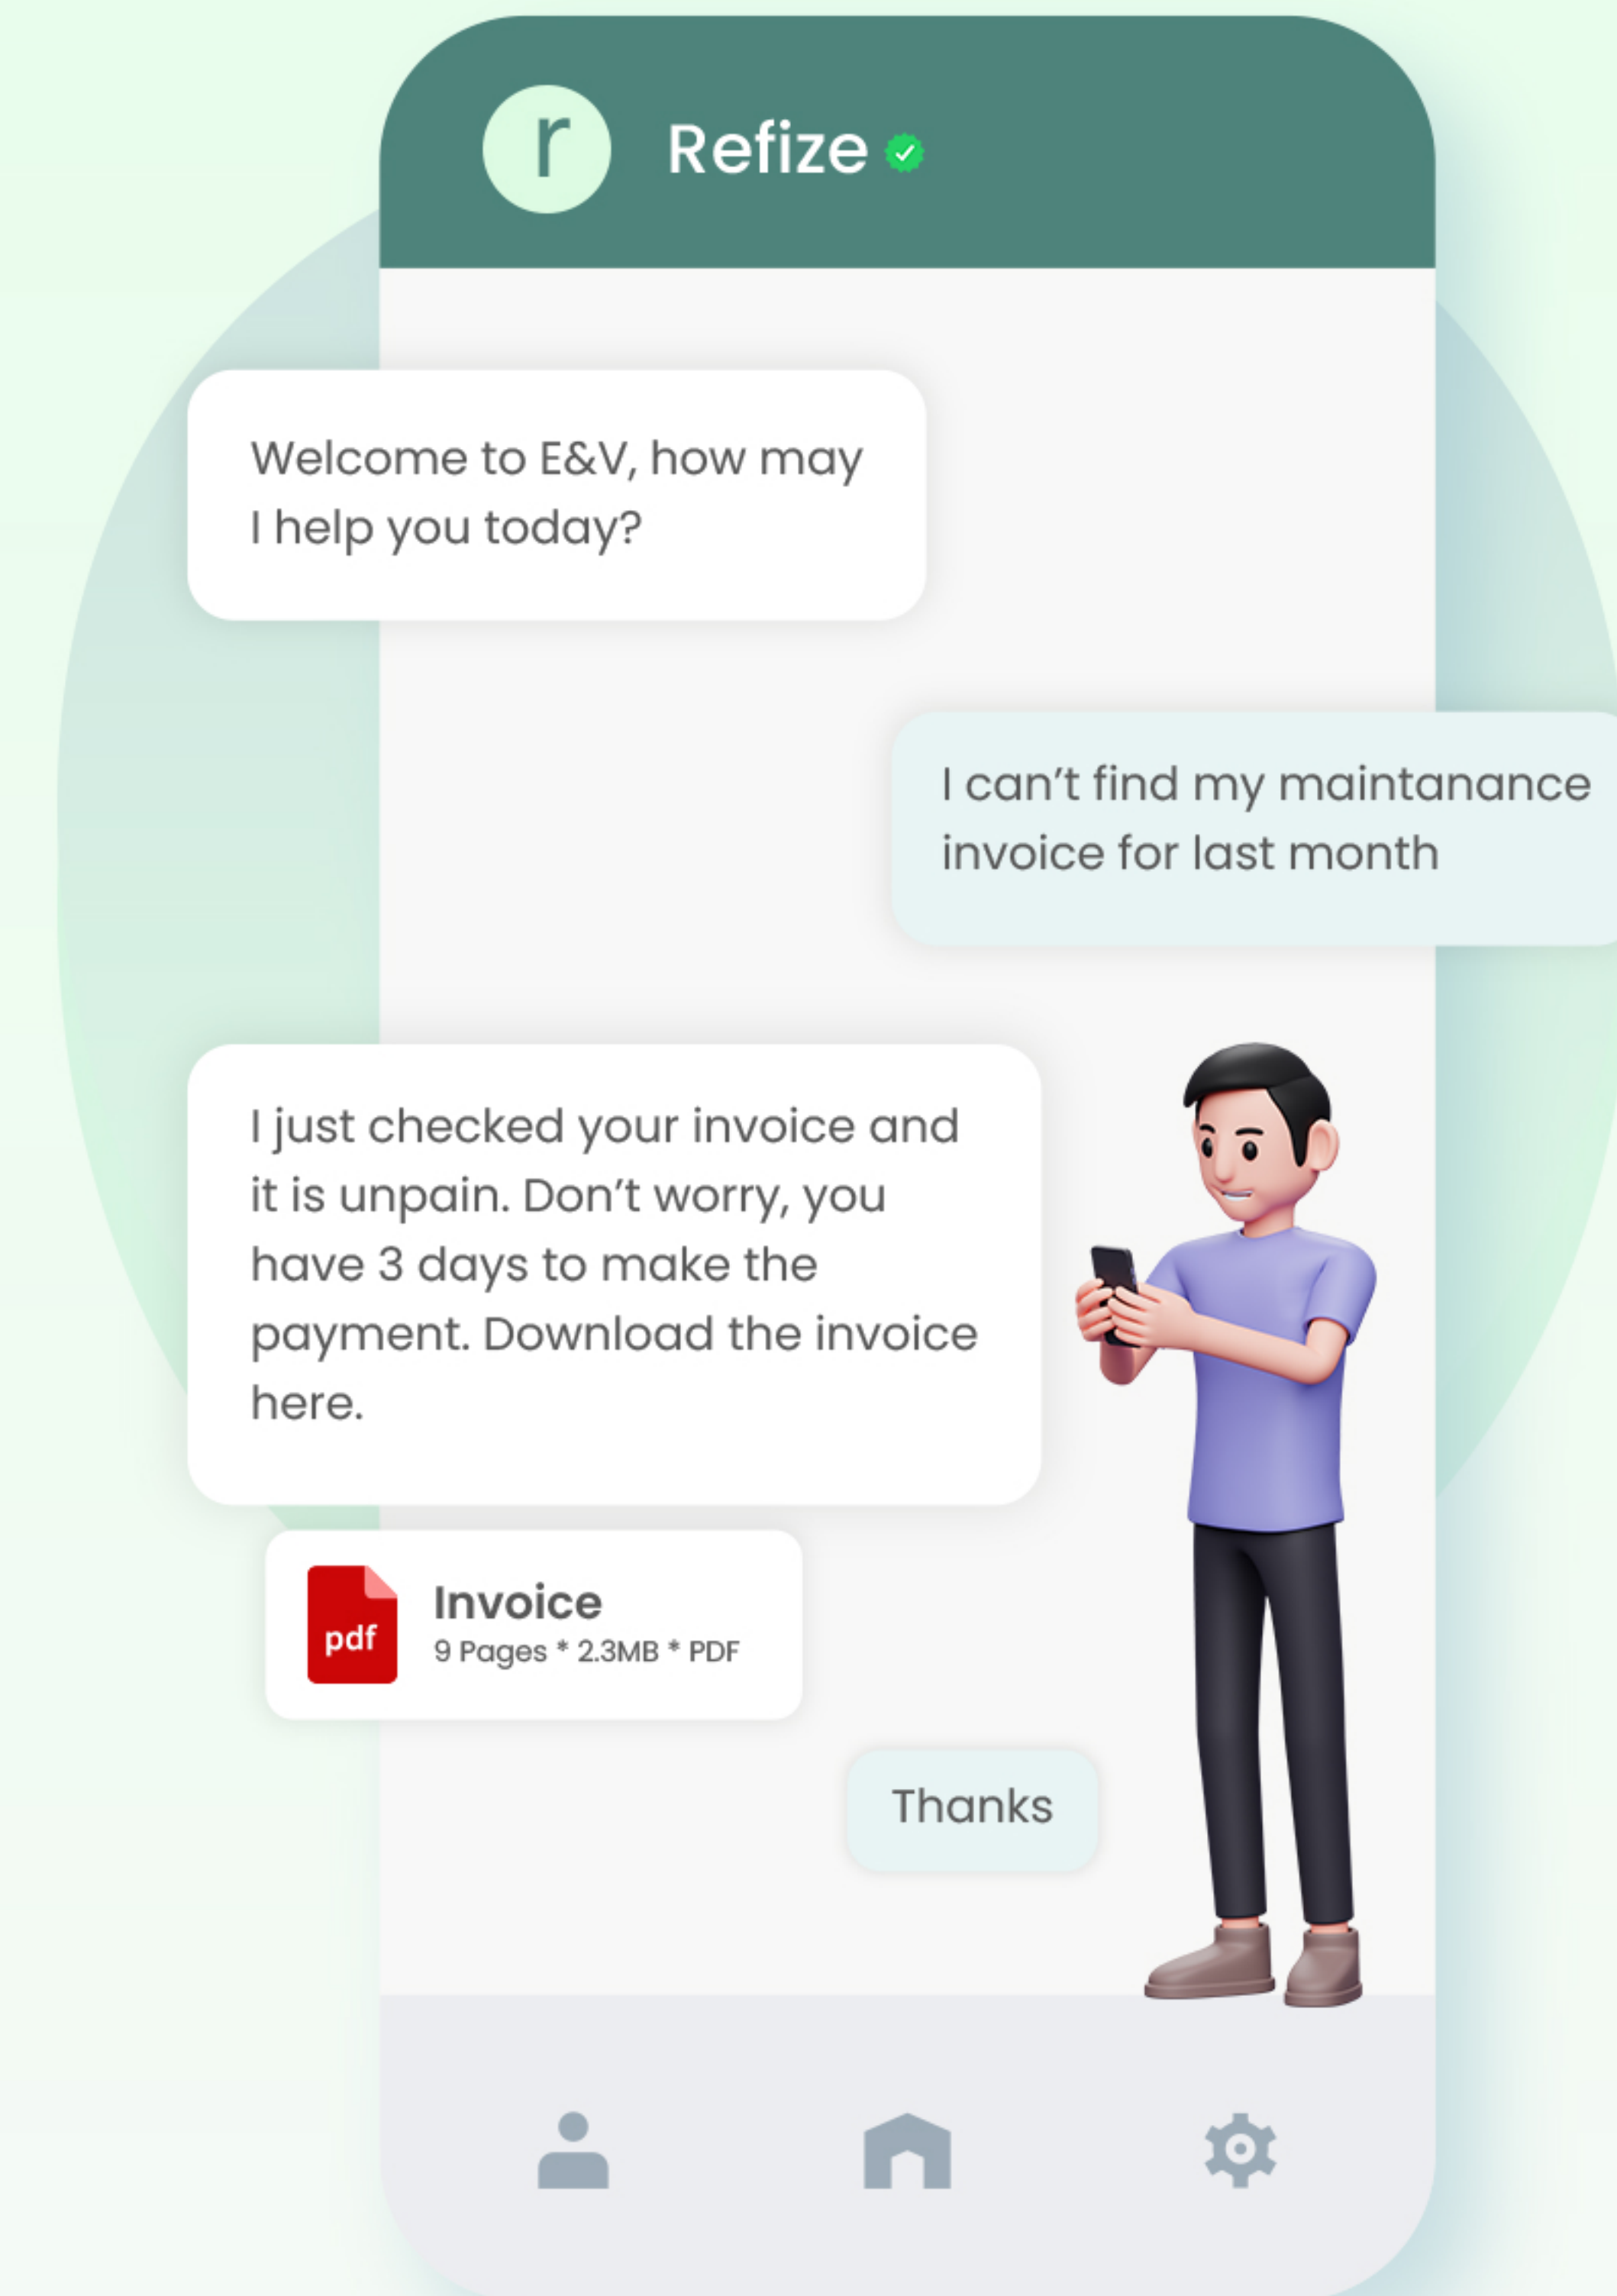 r
Refize
Welcome to E&V, how may
I help you today?
I can’t find my maintanance
invoice for last month
I just checked your invoice and
it is unpain. Don’t worry, you
have 3 days to make the
payment. Download the invoice
here.
pdf
Invoice
9 Pages * 2.3MB * PDF
Thanks